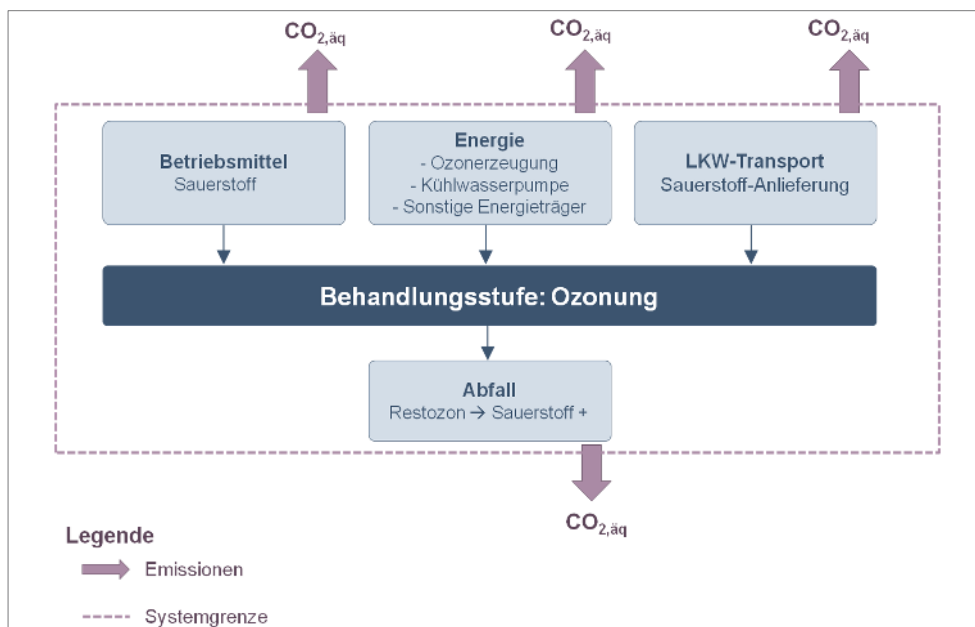 CO2,äq CO2,äq CO2,äq
Betriebsmittel
Sauerstoff
Energie
- Ozonerzeugung
- Kühlwasserpumpe
- Sonstige Energieträger
LKW-Transport
Sauerstoff-Anlieferung
Behandlungsstufe: Ozonung
Abfall
Restozon → Sauerstoff +
CO2,äq
Legende
Emissionen
Systemgrenze